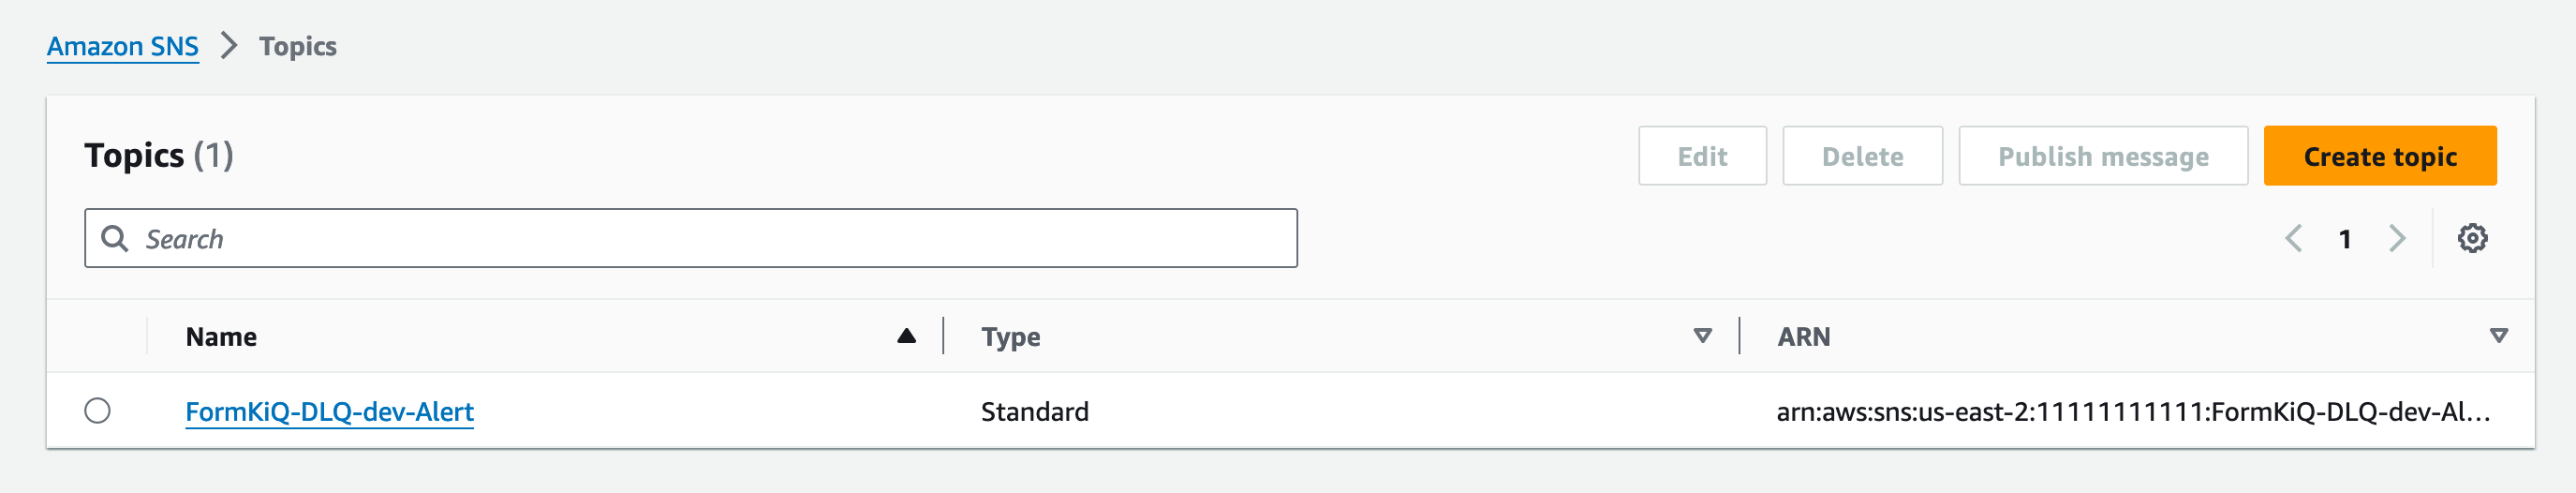 Amazon SNS > Topics
Topics (1)
Edit Delete Publish message Create topic
Search
1
Name Type ARN
FormKiQ-DLQ-dev-Alert Standard arn:aws:sns:us-east-2:11111111111:FormKiQ-DLQ-dev-Al...